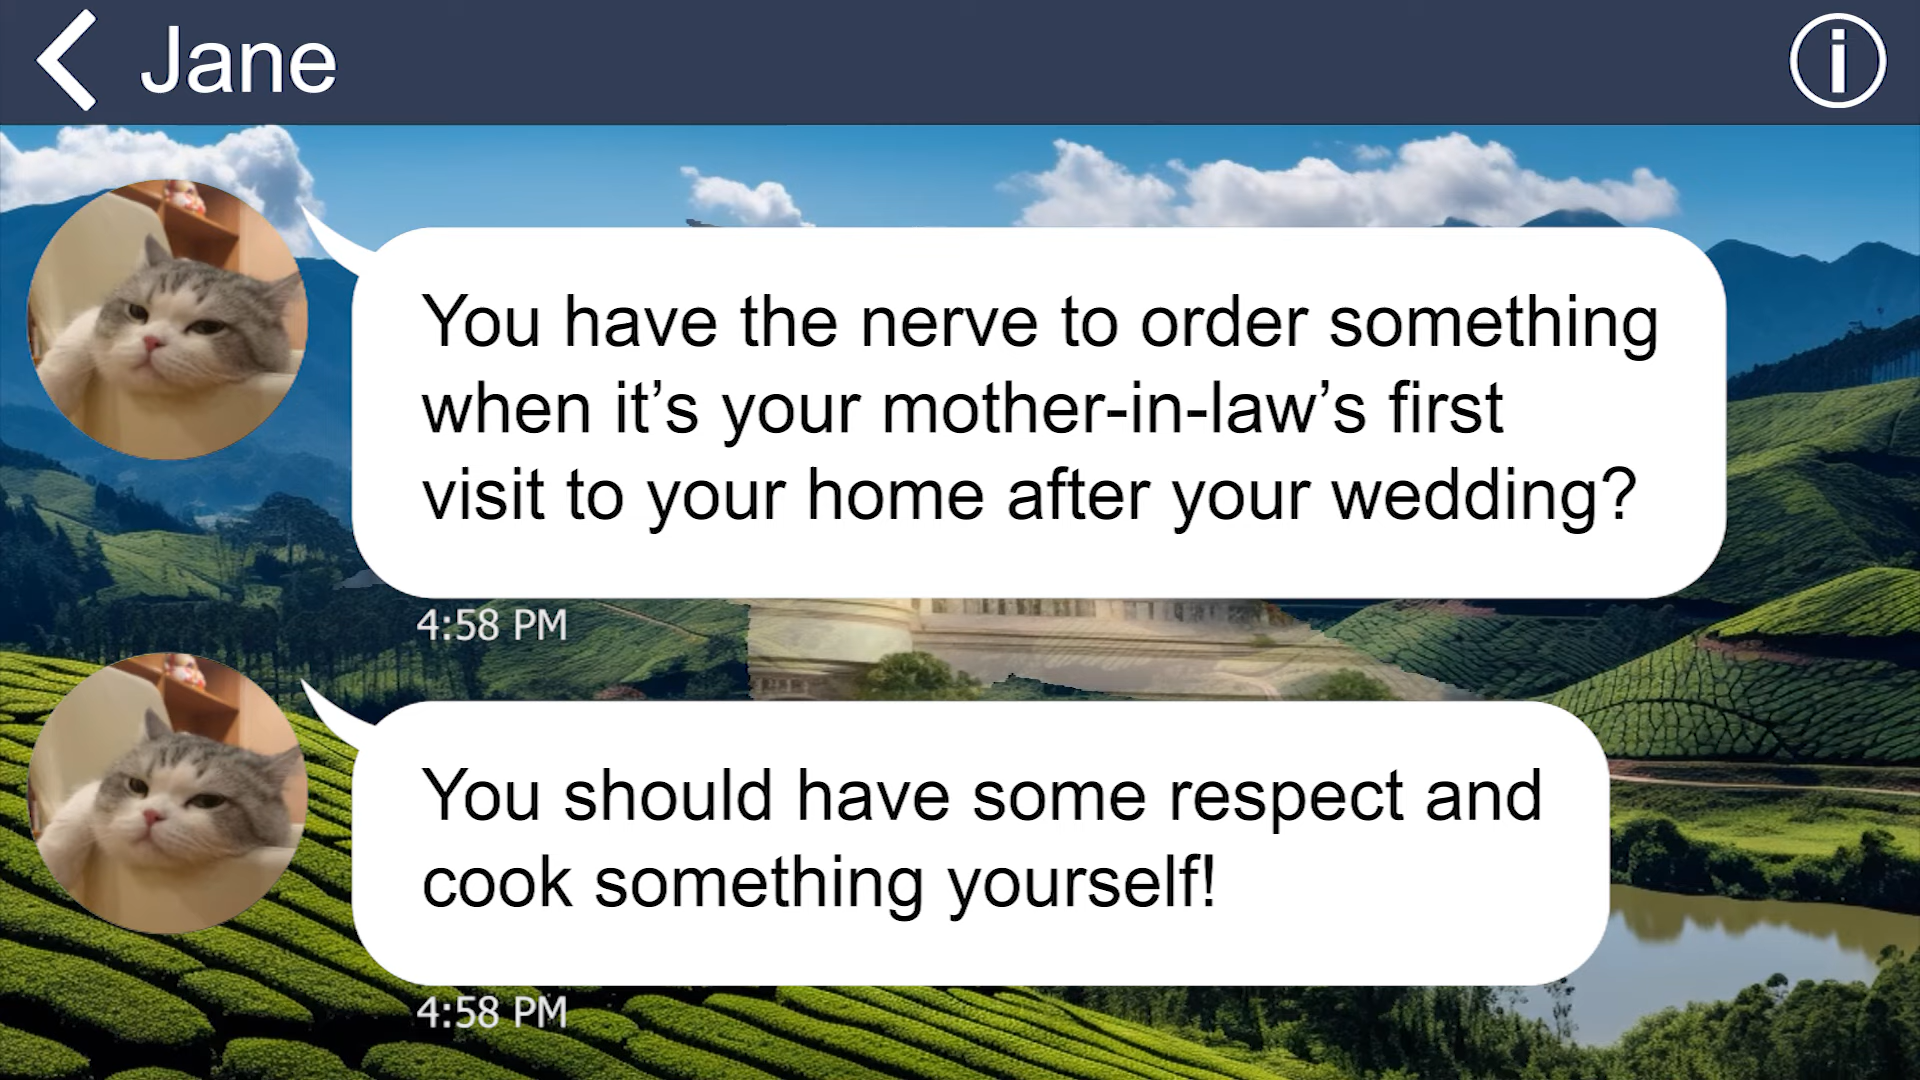 Jane
You have the nerve to order something
when it’s your mother-in-law’s first
visit to your home after your wedding?
4:58 PM
You should have some respect and
cook something yourself!
4:58 PM